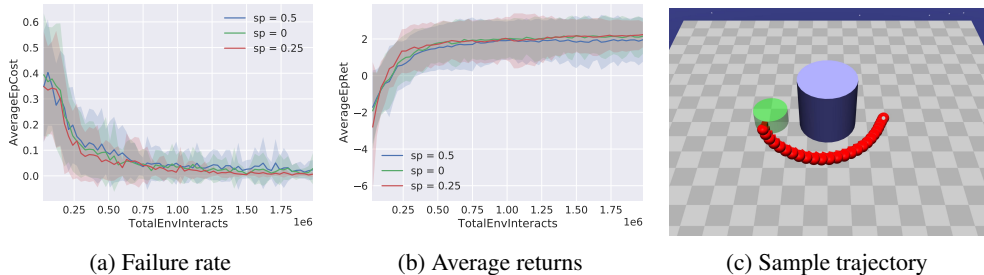 AverageEpCost
0.6
0.5
0.4
0.3
0.2
0.1
0.0
sp = 0.5
sp = 0
sp = 0.25
0.25 0.50 0.75 1.00 1.25 1.50 1.75
TotalEnvInteracts
1e6
(a) Failure rate
AverageEpRet
2
0
−2
−4
−6
sp = 0.5
sp = 0
sp = 0.25
0.25 0.50 0.75 1.00 1.25 1.50 1.75
TotalEnvInteracts
1e6
(b) Average returns
(c) Sample trajectory